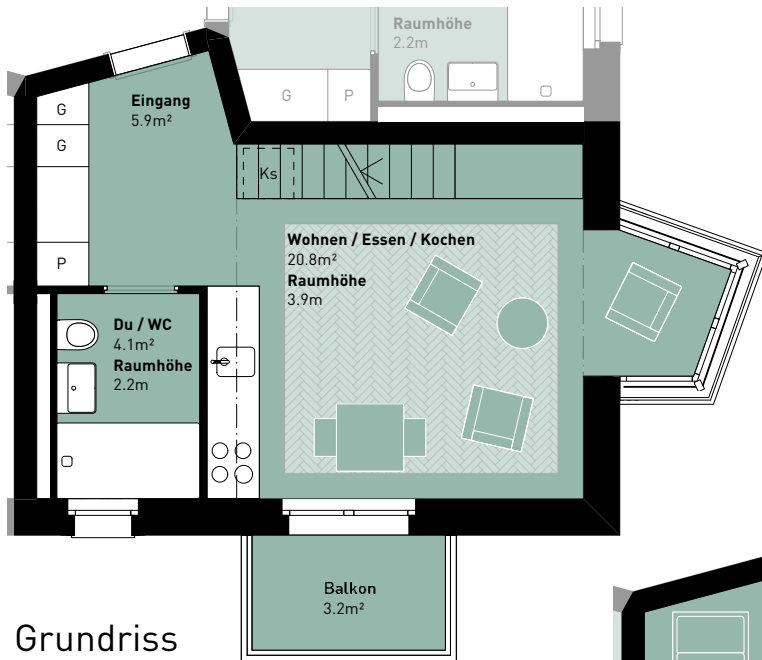 Raumhöhe
2.2m
G
P
Eingang
5.9m²
G
G
P
Ks
Wohnen / Essen / Kochen
20.8m²
Raumhöhe
3.9m
Du / WC
4.1m²
Raumhöhe
2.2m
Balkon
3.2m²
Grundriss